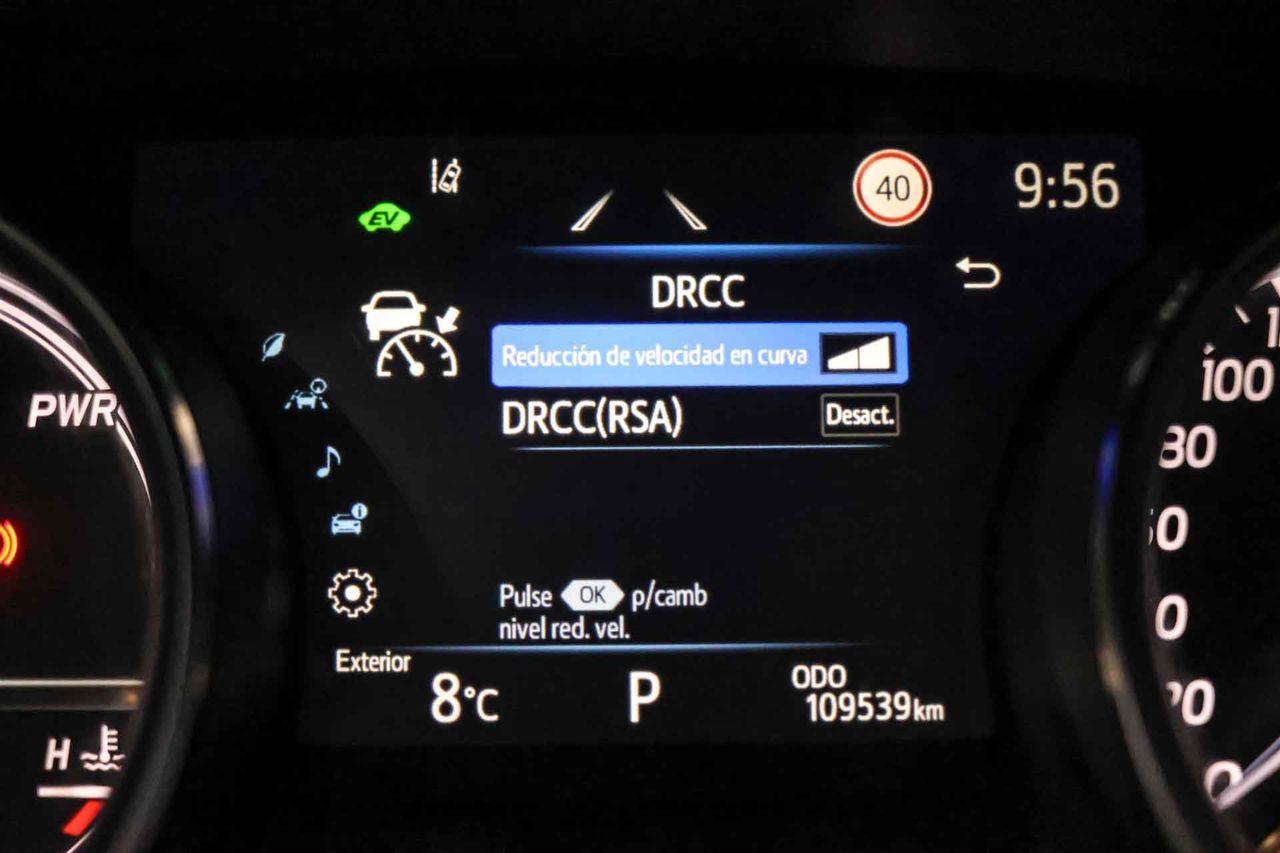 40
9:56
EV
DRCC
Reducción de velocidad en curva
DRCC(RSA)
Desact.
PWR
Pulse OK p/camb
nivel red. vel.
Exterior
8°C
P
ODO
109539km
H
100
80
0